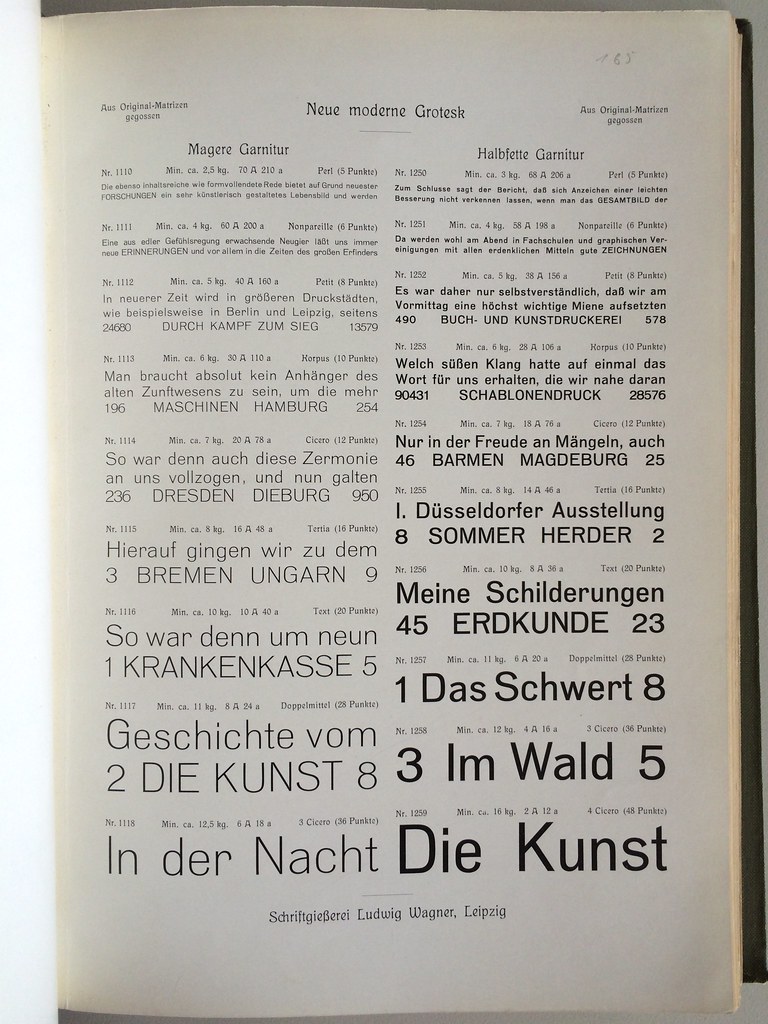 165
Aus Original-Matrizen
gegossen
Neue moderne Grotesk
Aus Original-Matrizen
gegossen
Magere Garnitur
Nr. 1110 Min. ca. 2,5 kg. 70 A 210 a Perl (5 Punkte)
Die ebenso inhaltsreiche wie formvollendete Rede bietet auf Grund neuester
FORSCHUNGEN ein sehr künstlerisch gestaltetes Lebensbild und werden
Nr. 1111 Min. ca. 4 kg. 60 A 200 a Nonpareille (6 Punkte)
Eine aus edler Gefühlsregung erwachsende Neugier läßt uns immer
neue ERINNERUNGEN und vor allem in die Zeiten des großen Erfinders
Nr. 1112 Min. ca. 5 kg. 40 A 160 a Petit (8 Punkte)
In neuerer Zeit wird in größeren Druckstädten,
wie beispielsweise in Berlin und Leipzig, seitens
24680 DURCH KAMPF ZUM SIEG 13579
Nr. 1113 Min. ca. 6 kg. 30 A 110 a Korpus (10 Punkte)
Man braucht absolut kein Anhänger des
alten Zunftwesens zu sein, um die mehr
196 MASCHINEN HAMBURG 254
Nr. 1114 Min. ca. 7 kg. 20 A 78 a Cicero (12 Punkte)
So war denn auch diese Zermonie
an uns vollzogen, und nun galten
236 DRESDEN DIEBURG 950
Nr. 1115 Min. ca. 8 kg. 16 A 48 a Tertia (16 Punkte)
Hierauf gingen wir zu dem
3 BREMEN UNGARN 9
Nr. 1116 Min. ca. 10 kg. 10 A 40 a Text (20 Punkte)
So war denn um neun
1 KRANKENKASSE 5
Nr. 1117 Min. ca. 11 kg. 8 A 24 a Doppelmittel (28 Punkte)
Geschichte vom
2 DIE KUNST 8
Nr. 1118 Min. ca. 12,5 kg. 6 A 18 a 3 Cicero (36 Punkte)
In der Nacht
Halbfette Garnitur
Nr. 1250 Min. ca. 3 kg. 68 A 206 a Perl (5 Punkte)
Zum Schlusse sagt der Bericht, daß sich Anzeichen einer leichten
Besserung nicht verkennen lassen, wenn man das GESAMTBILD der
Nr. 1251 Min. ca. 4 kg. 58 A 198 a Nonpareille (6 Punkte)
Da werden wohl am Abend in Fachschulen und graphischen Ver-
einigungen mit allen erdenklichen Mitteln gute ZEICHNUNGEN
Nr. 1252 Min. ca. 5 kg. 38 A 156 a Petit (8 Punkte)
Es war daher nur selbstverständlich, daß wir am
Vormittag eine höchst wichtige Miene aufsetzten
490 BUCH- UND KUNSTDRUCKEREI 578
Nr. 1253 Min. ca. 6 kg. 28 A 106 a Korpus (10 Punkte)
Welch süßen Klang hatte auf einmal das
Wort für uns erhalten, die wir nahe daran
90431 SCHABLONENDRUCK 28576
Nr. 1254 Min. ca. 7 kg. 18 A 76 a Cicero (12 Punkte)
Nur in der Freude an Mängeln, auch
46 BARMEN MAGDEBURG 25
Nr. 1255 Min. ca. 8 kg. 14 A 46 a Tertia (16 Punkte)
I. Düsseldorfer Ausstellung
8 SOMMER HERDER 2
Nr. 1256 Min. ca. 10 kg. 8 A 36 a Text (20 Punkte)
Meine Schilderungen
45 ERDKUNDE 23
Nr. 1257 Min. ca. 11 kg. 6 A 20 a Doppelmittel (28 Punkte)
1 Das Schwert 8
Nr. 1258 Min. ca. 12 kg. 4 A 16 a 3 Cicero (36 Punkte)
3 Im Wald 5
Nr. 1259 Min. ca. 16 kg. 2 A 12 a 4 Cicero (48 Punkte)
Die Kunst
Schriftgießerei Ludwig Wagner, Leipzig